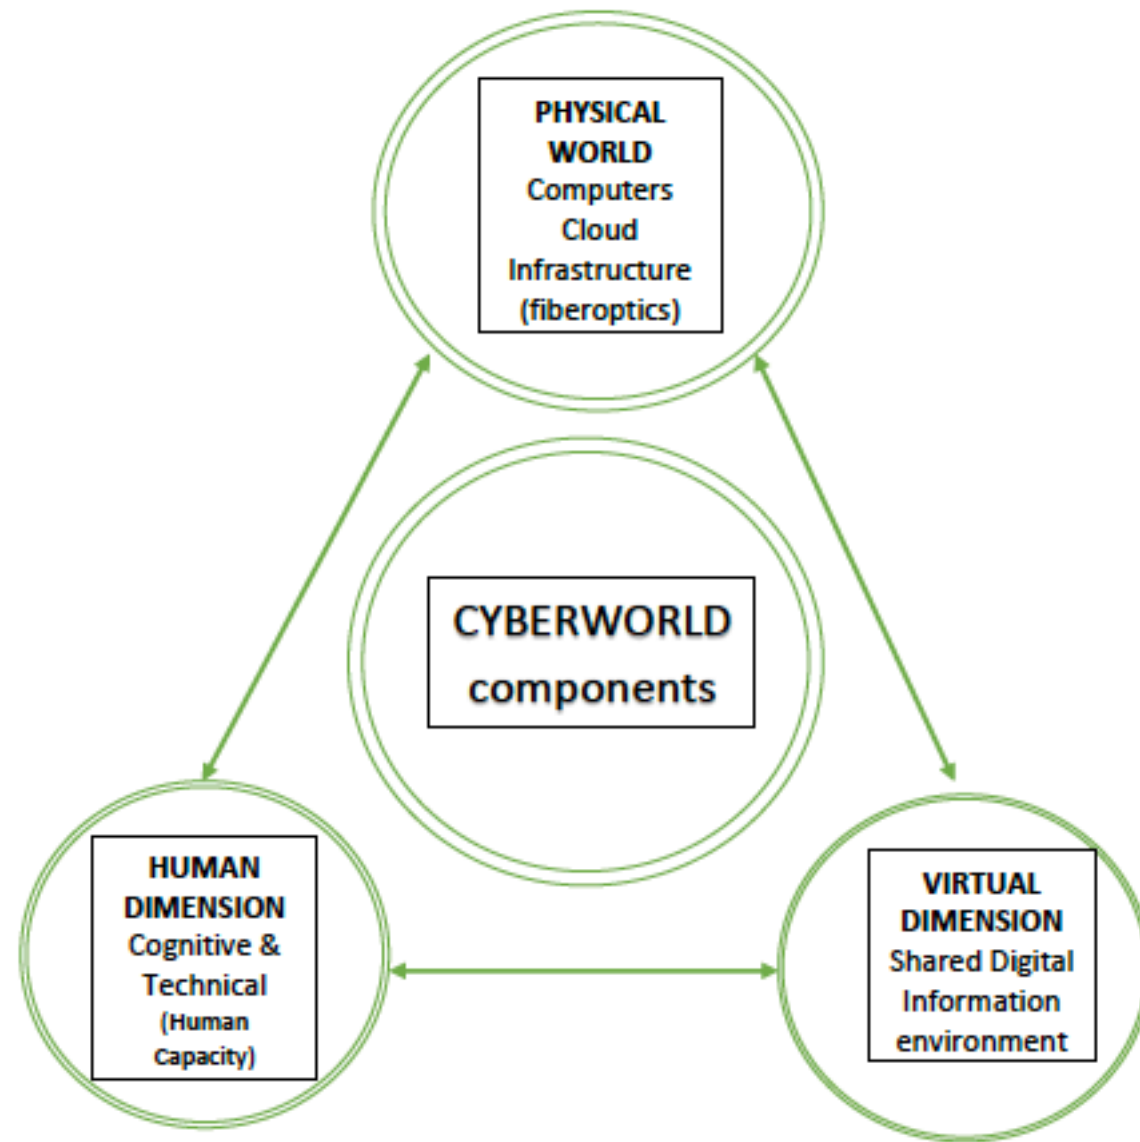 PHYSICAL
WORLD
Computers
Cloud
Infrastructure
(fiberoptics)
CYBERWORLD
components
HUMAN
DIMENSION
Cognitive &
Technical
(Human
Capacity)
VIRTUAL
DIMENSION
Shared Digital
Information
environment